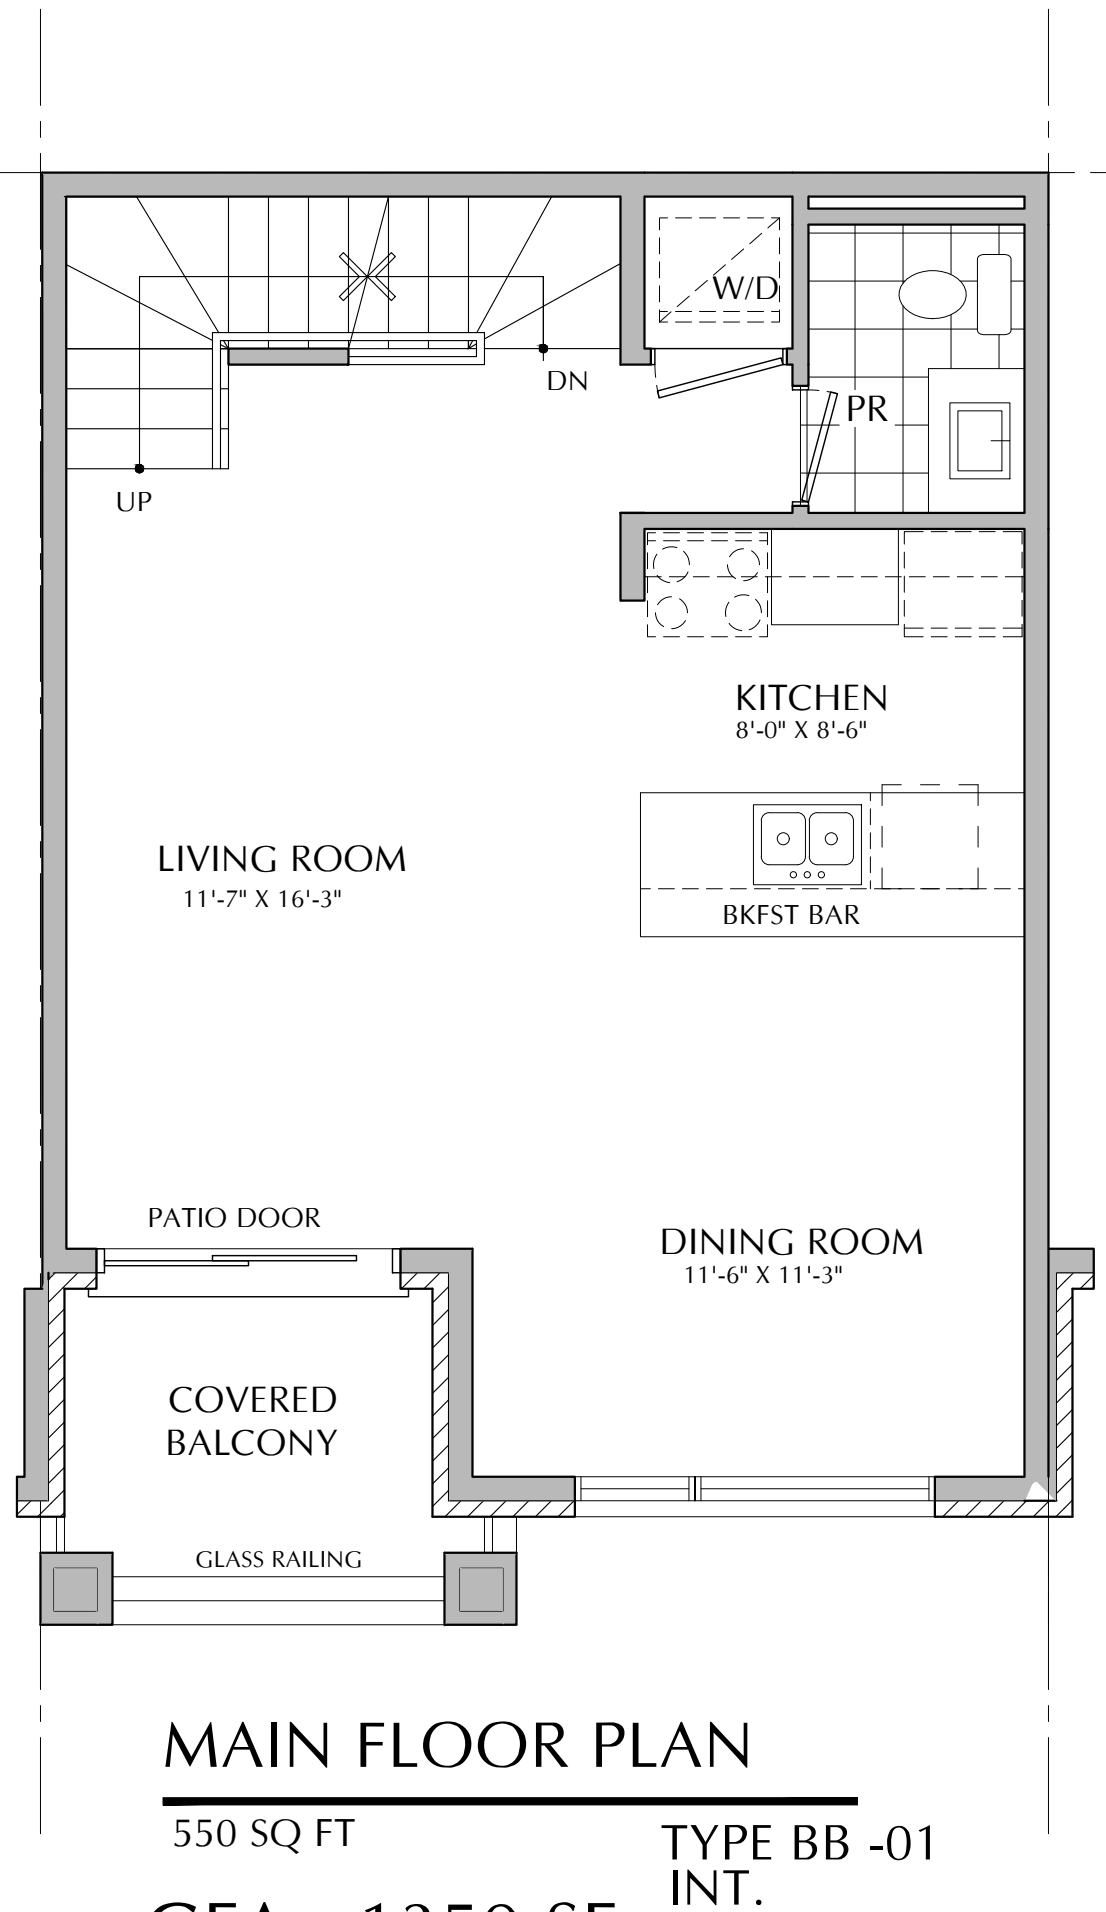 W/D
DN
PR
UP
KITCHEN
8'-0" X 8'-6"
LIVING ROOM
11'-7" X 16'-3"
BKFST BAR
PATIO DOOR
DINING ROOM
11'-6" X 11'-3"
COVERED
BALCONY
GLASS RAILING
MAIN FLOOR PLAN
550 SQ FT
TYPE BB -01
INT.